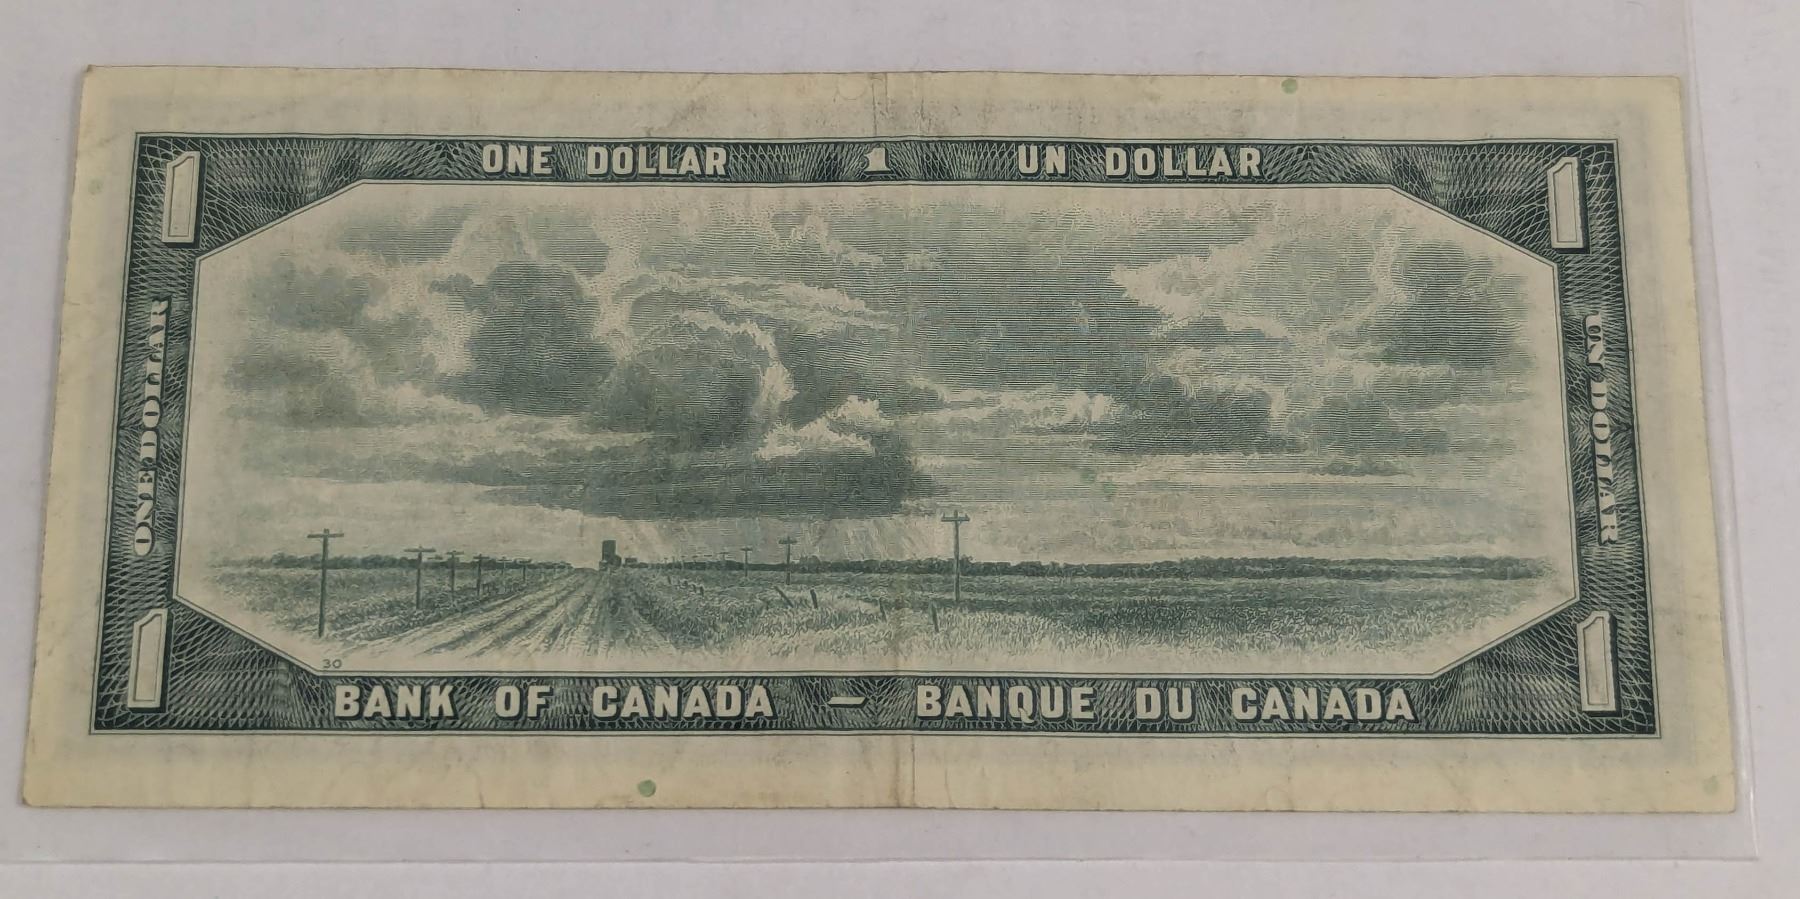 ONE DOLLAR 1 UN DOLLAR
1 1
ONE DOLLAR
UN DOLLAR
1 1
30
BANK OF CANADA – BANQUE DU CANADA